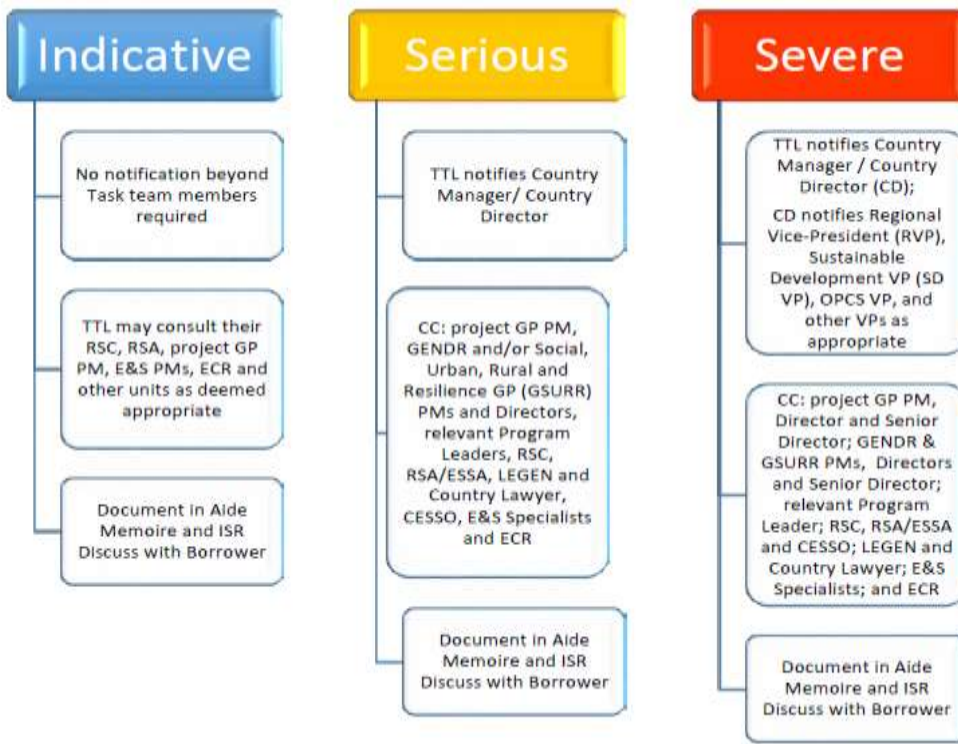 Indicative
No notification beyond
Task team members
required
TTL may consult their
RSC, RSA, project GP
PM, E&S PMs, ECR and
other units as deemed
appropriate
Document in Aide
Memoire and ISR
Discuss with Borrower
Serious
TTL notifies Country
Manager/ Country
Director
CC: project GP PM,
GENDR and/or Social,
Urban, Rural and
Resilience GP (GSURR)
PMs and Directors,
relevant Program
Leaders, RSC,
RSA/ESSA, LEGEN and
Country Lawyer,
CESSO, E&S Specialists
and ECR
Document in Aide
Memoire and ISR
Discuss with Borrower
Severe
TTL notifies Country
Manager / Country
Director (CD);
CD notifies Regional
Vice-President (RVP),
Sustainable
Development VP (SD
VP), OPCS VP, and
other VPs as
appropriate
CC: project GP PM,
Director and Senior
Director; GENDR &
GSURR PMs, Directors
and Senior Director;
relevant Program
Leader; RSC, RSA/ESSA
and CESSO; LEGEN and
Country Lawyer; E&S
Specialists; and ECR
Document in Aide
Memoire and ISR
Discuss with Borrower